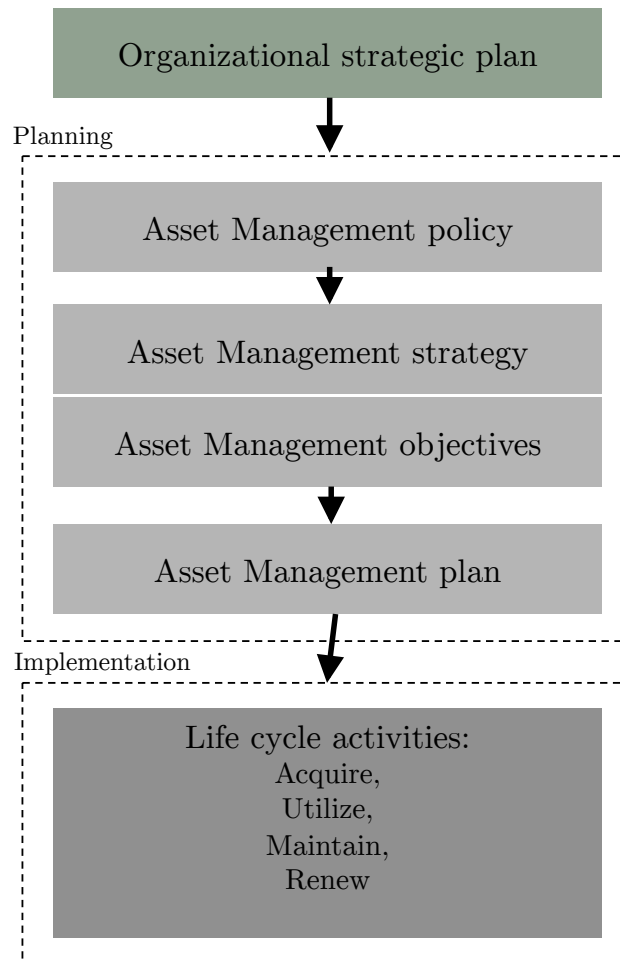 Organizational strategic plan
Planning
Asset Management policy
Asset Management strategy
Asset Management objectives
Asset Management plan
Implementation
Life cycle activities:
Acquire,
Utilize,
Maintain,
Renew